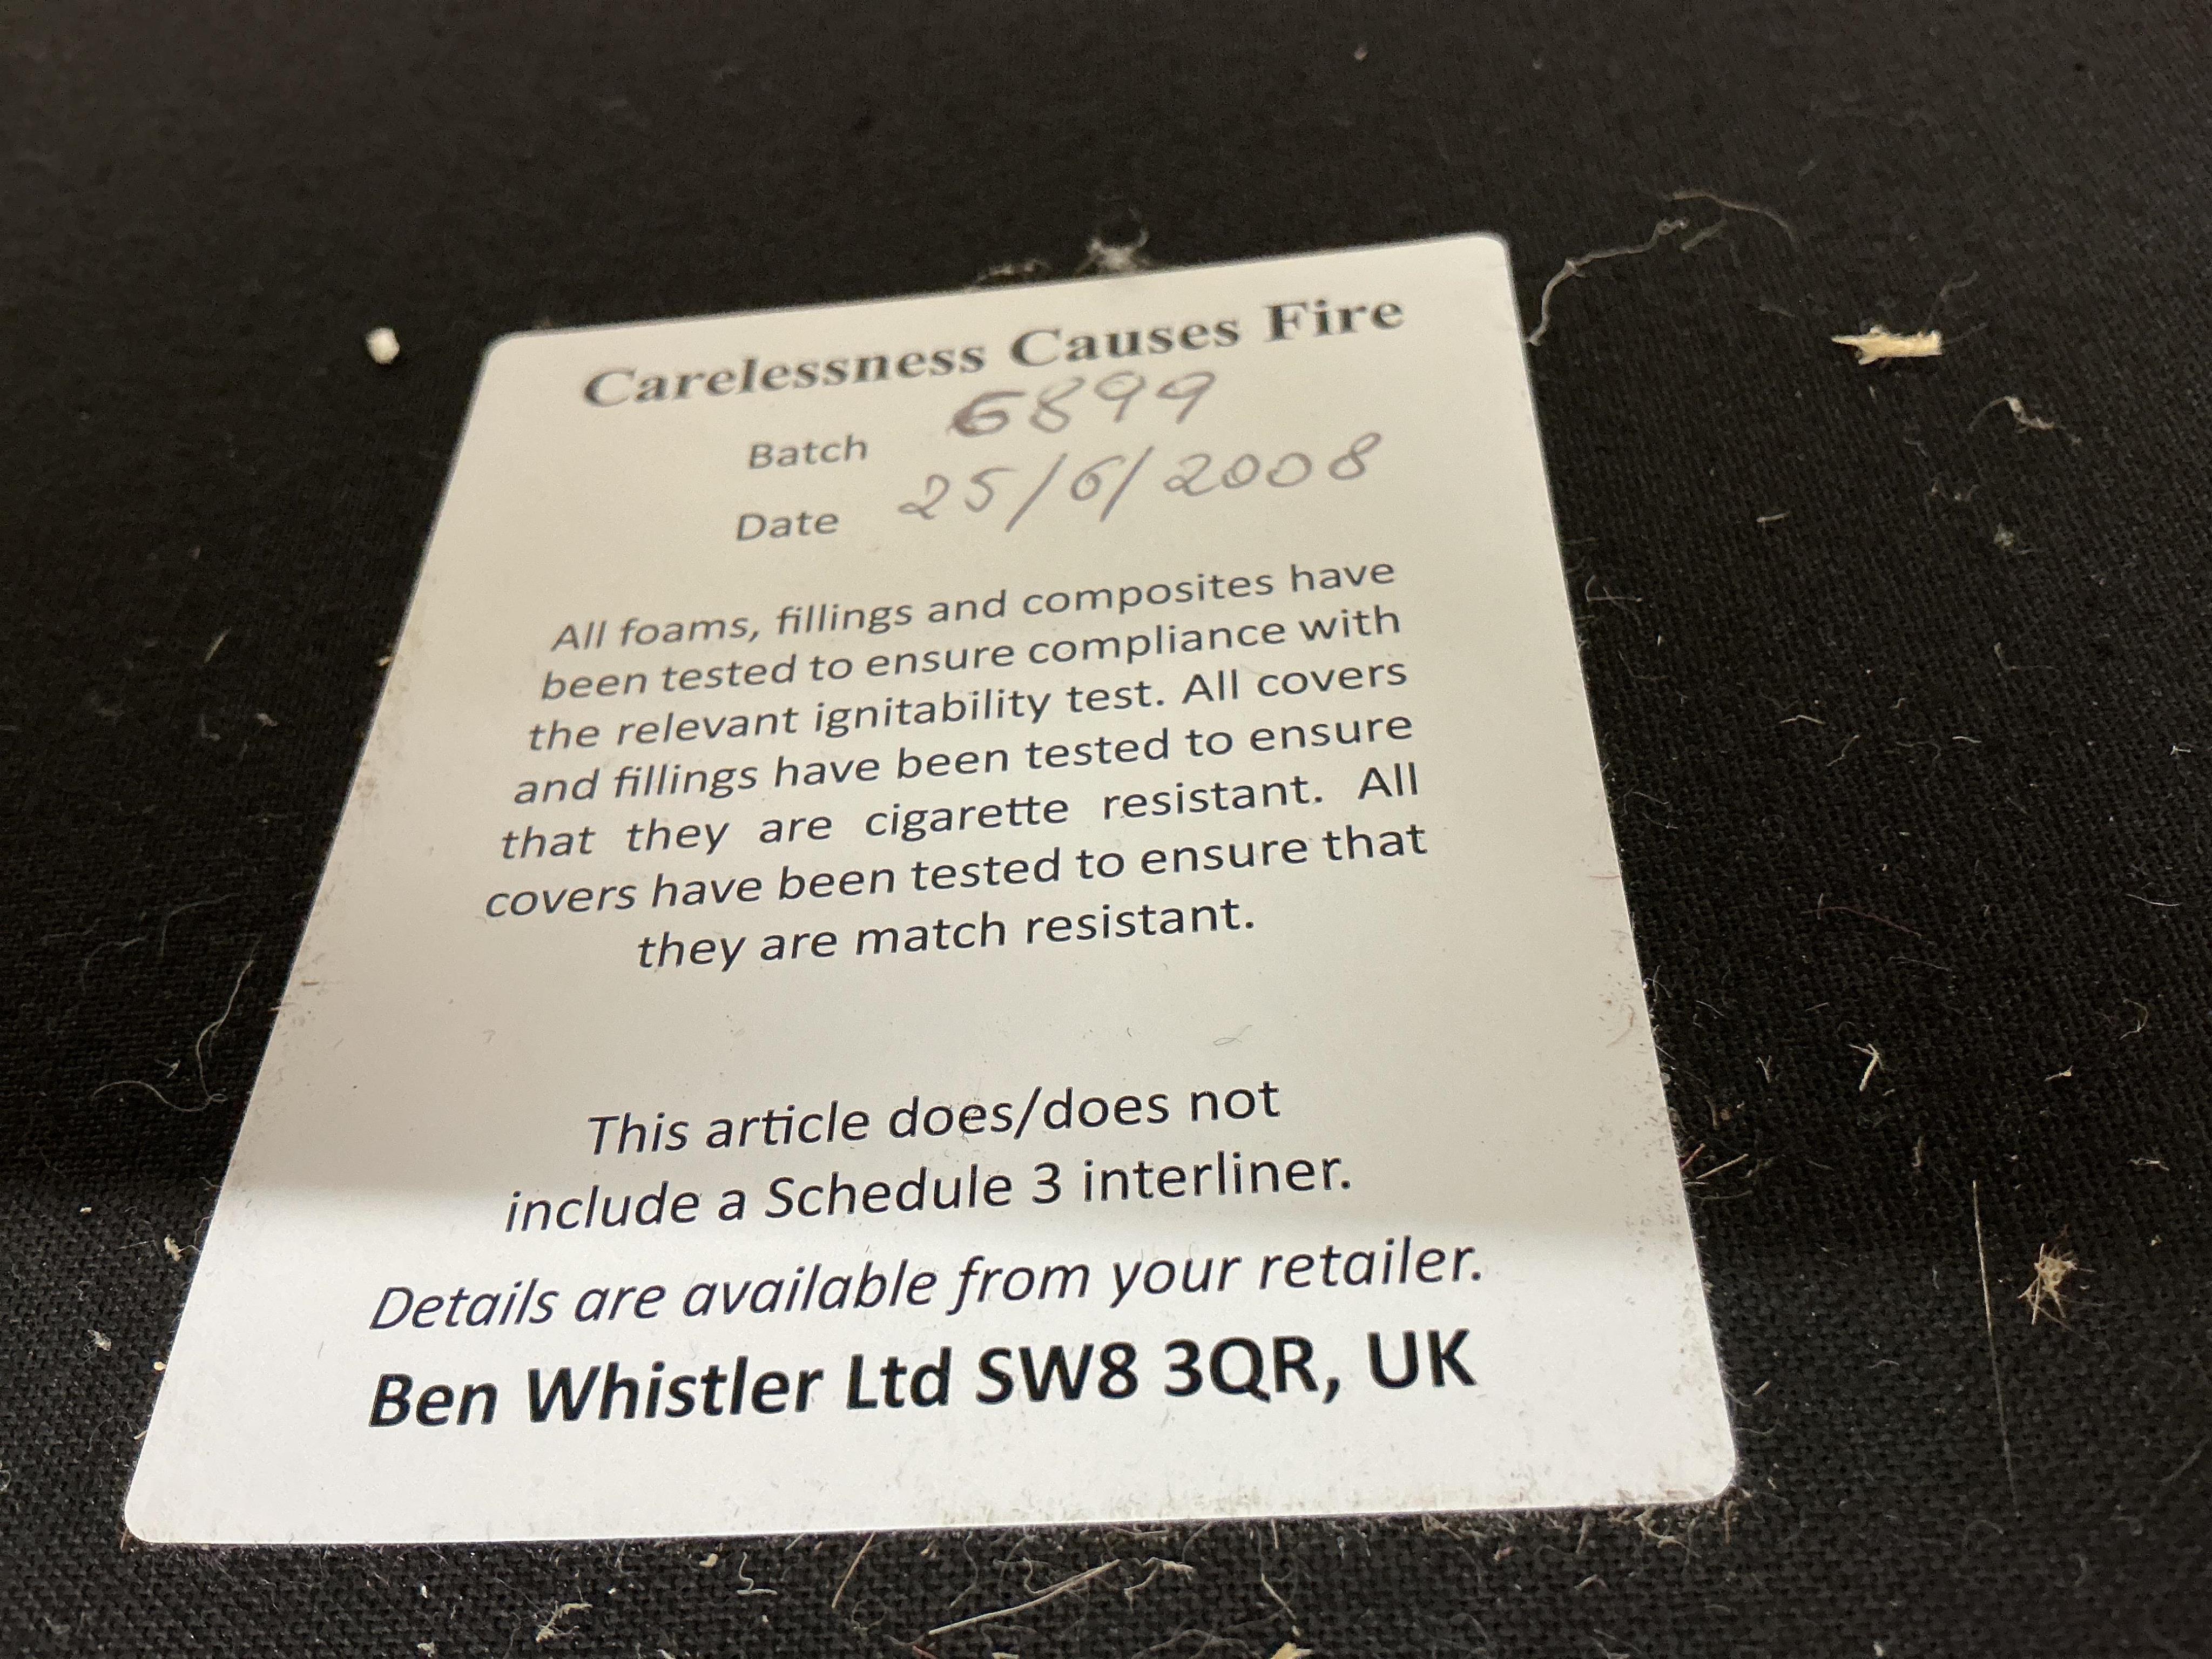 Carelessness Causes Fire
Batch 6899
Date 25/6/2008
All foams, fillings and composites have
been tested to ensure compliance with
the relevant ignitability test. All covers
and fillings have been tested to ensure
that they are cigarette resistant. All
covers have been tested to ensure that
they are match resistant.
This article does/does not
include a Schedule 3 interliner.
Details are available from your retailer.
Ben Whistler Ltd SW8 3QR, UK